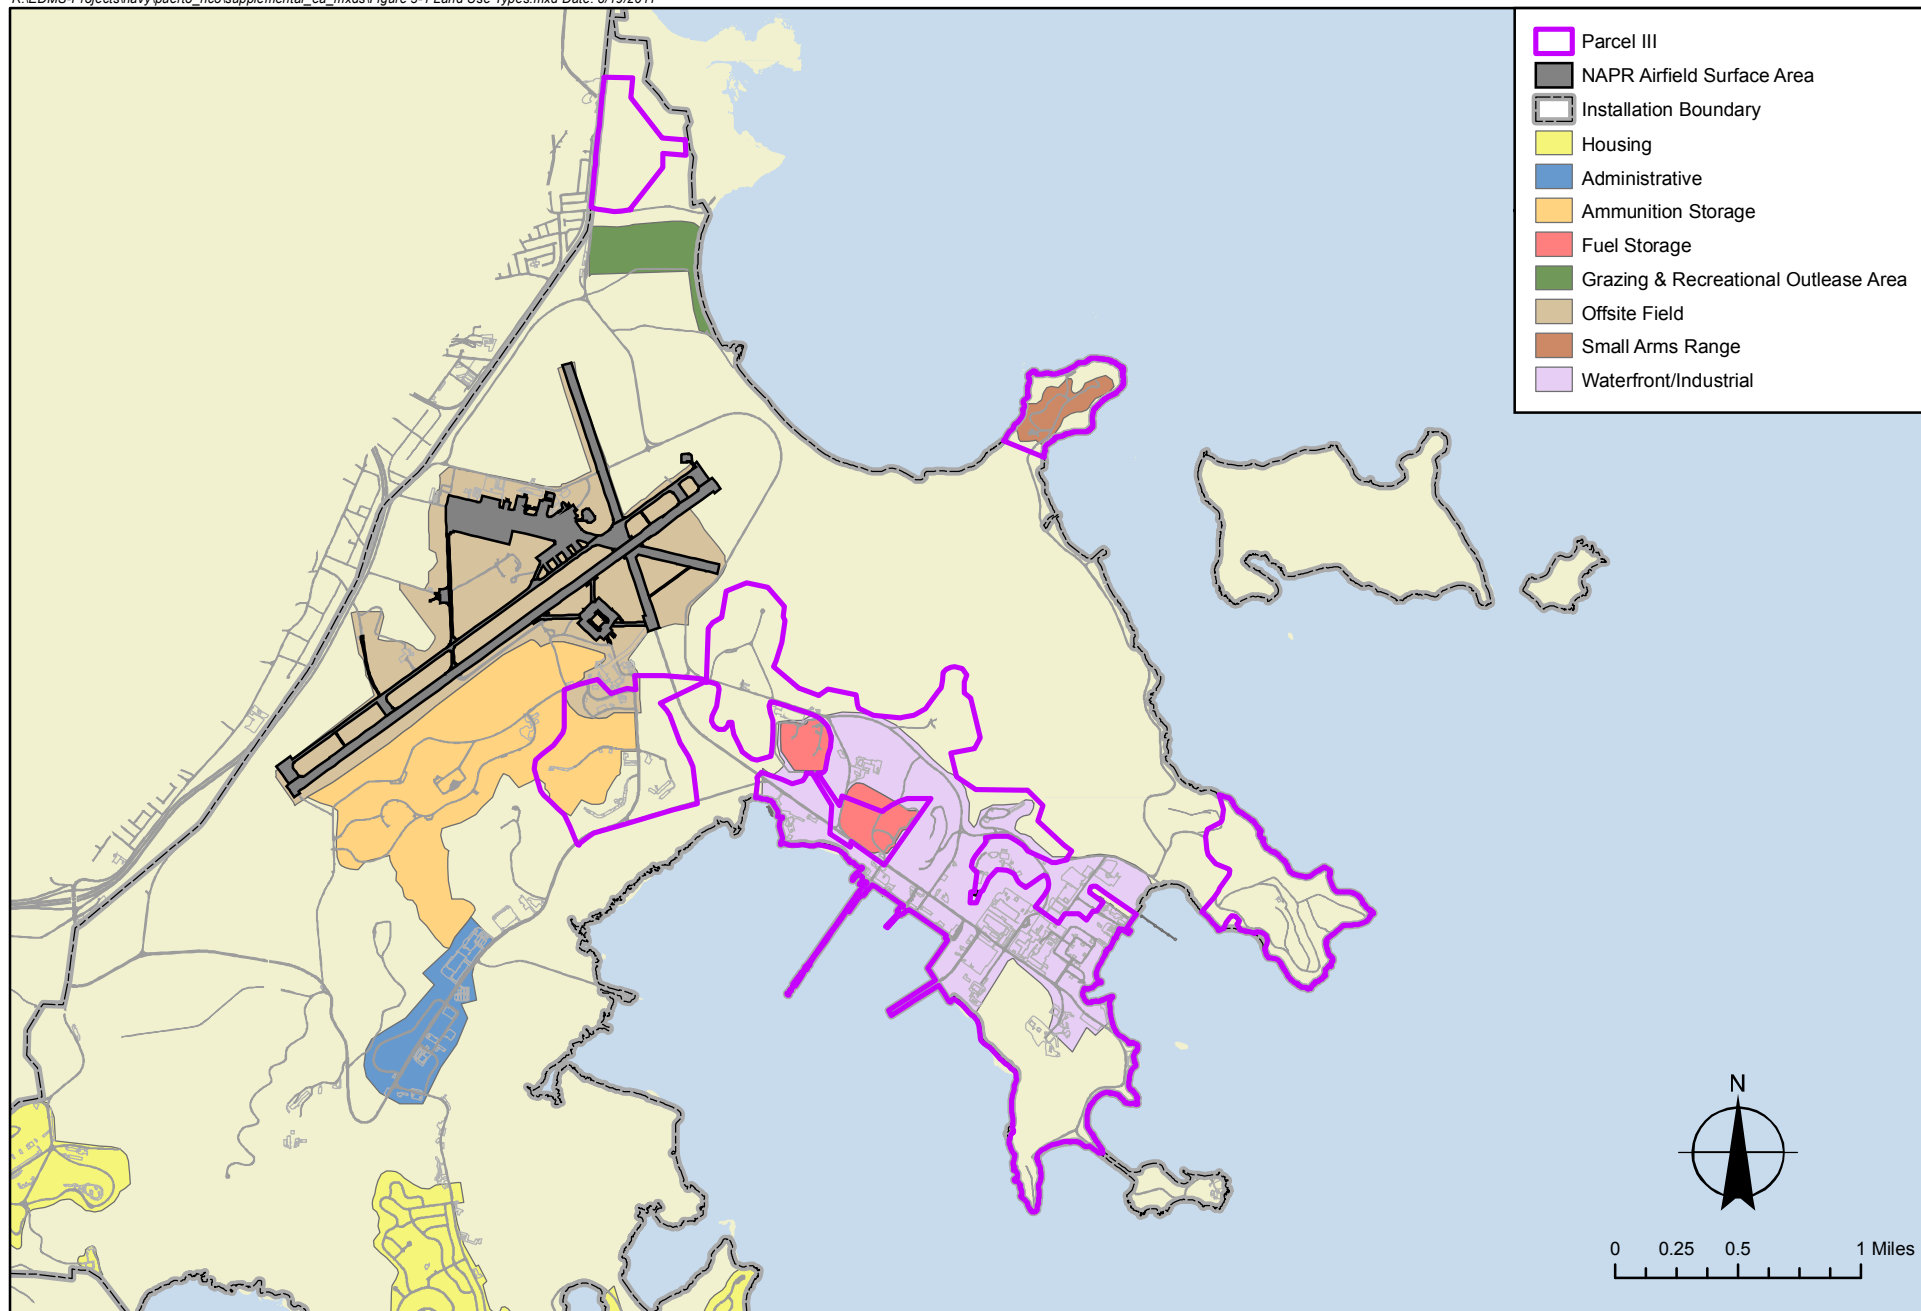 Parcel III
NAPR Airfield Surface Area
Installation Boundary
Housing
Administrative
Ammunition Storage
Fuel Storage
Grazing & Recreational Outlease Area
Offsite Field
Small Arms Range
Waterfront/Industrial
N
0 0.25 0.5 1 Miles